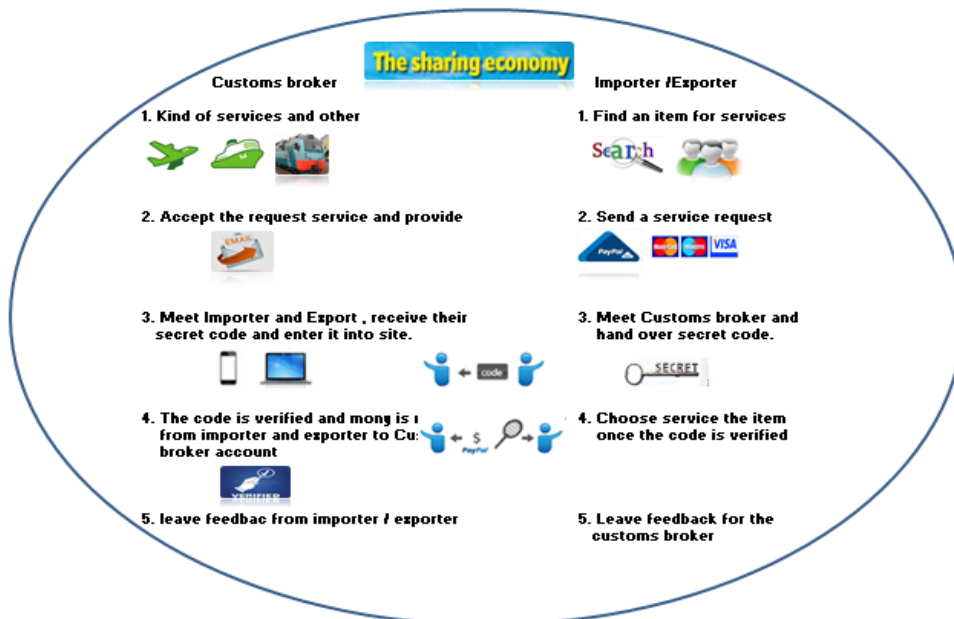 The sharing economy
Customs broker
1. Kind of services and other
2. Accept the request service and provide
EMAIL
3. Meet Importer and Export , receive their
secret code and enter it into site.
code
4. The code is verified and mong is
from importer and exporter to
broker account
$
PayPal
VERIFIED
5. leave feedbac from importer / exporter
Importer /Exporter
1. Find an item for services
Search
2. Send a service request
PayPal
MasterCard
Maestro
VISA
3. Meet Customs broker and
hand over secret code.
SECRET
4. Choose service the item
once the code is verified
5. Leave feedback for the
customs broker